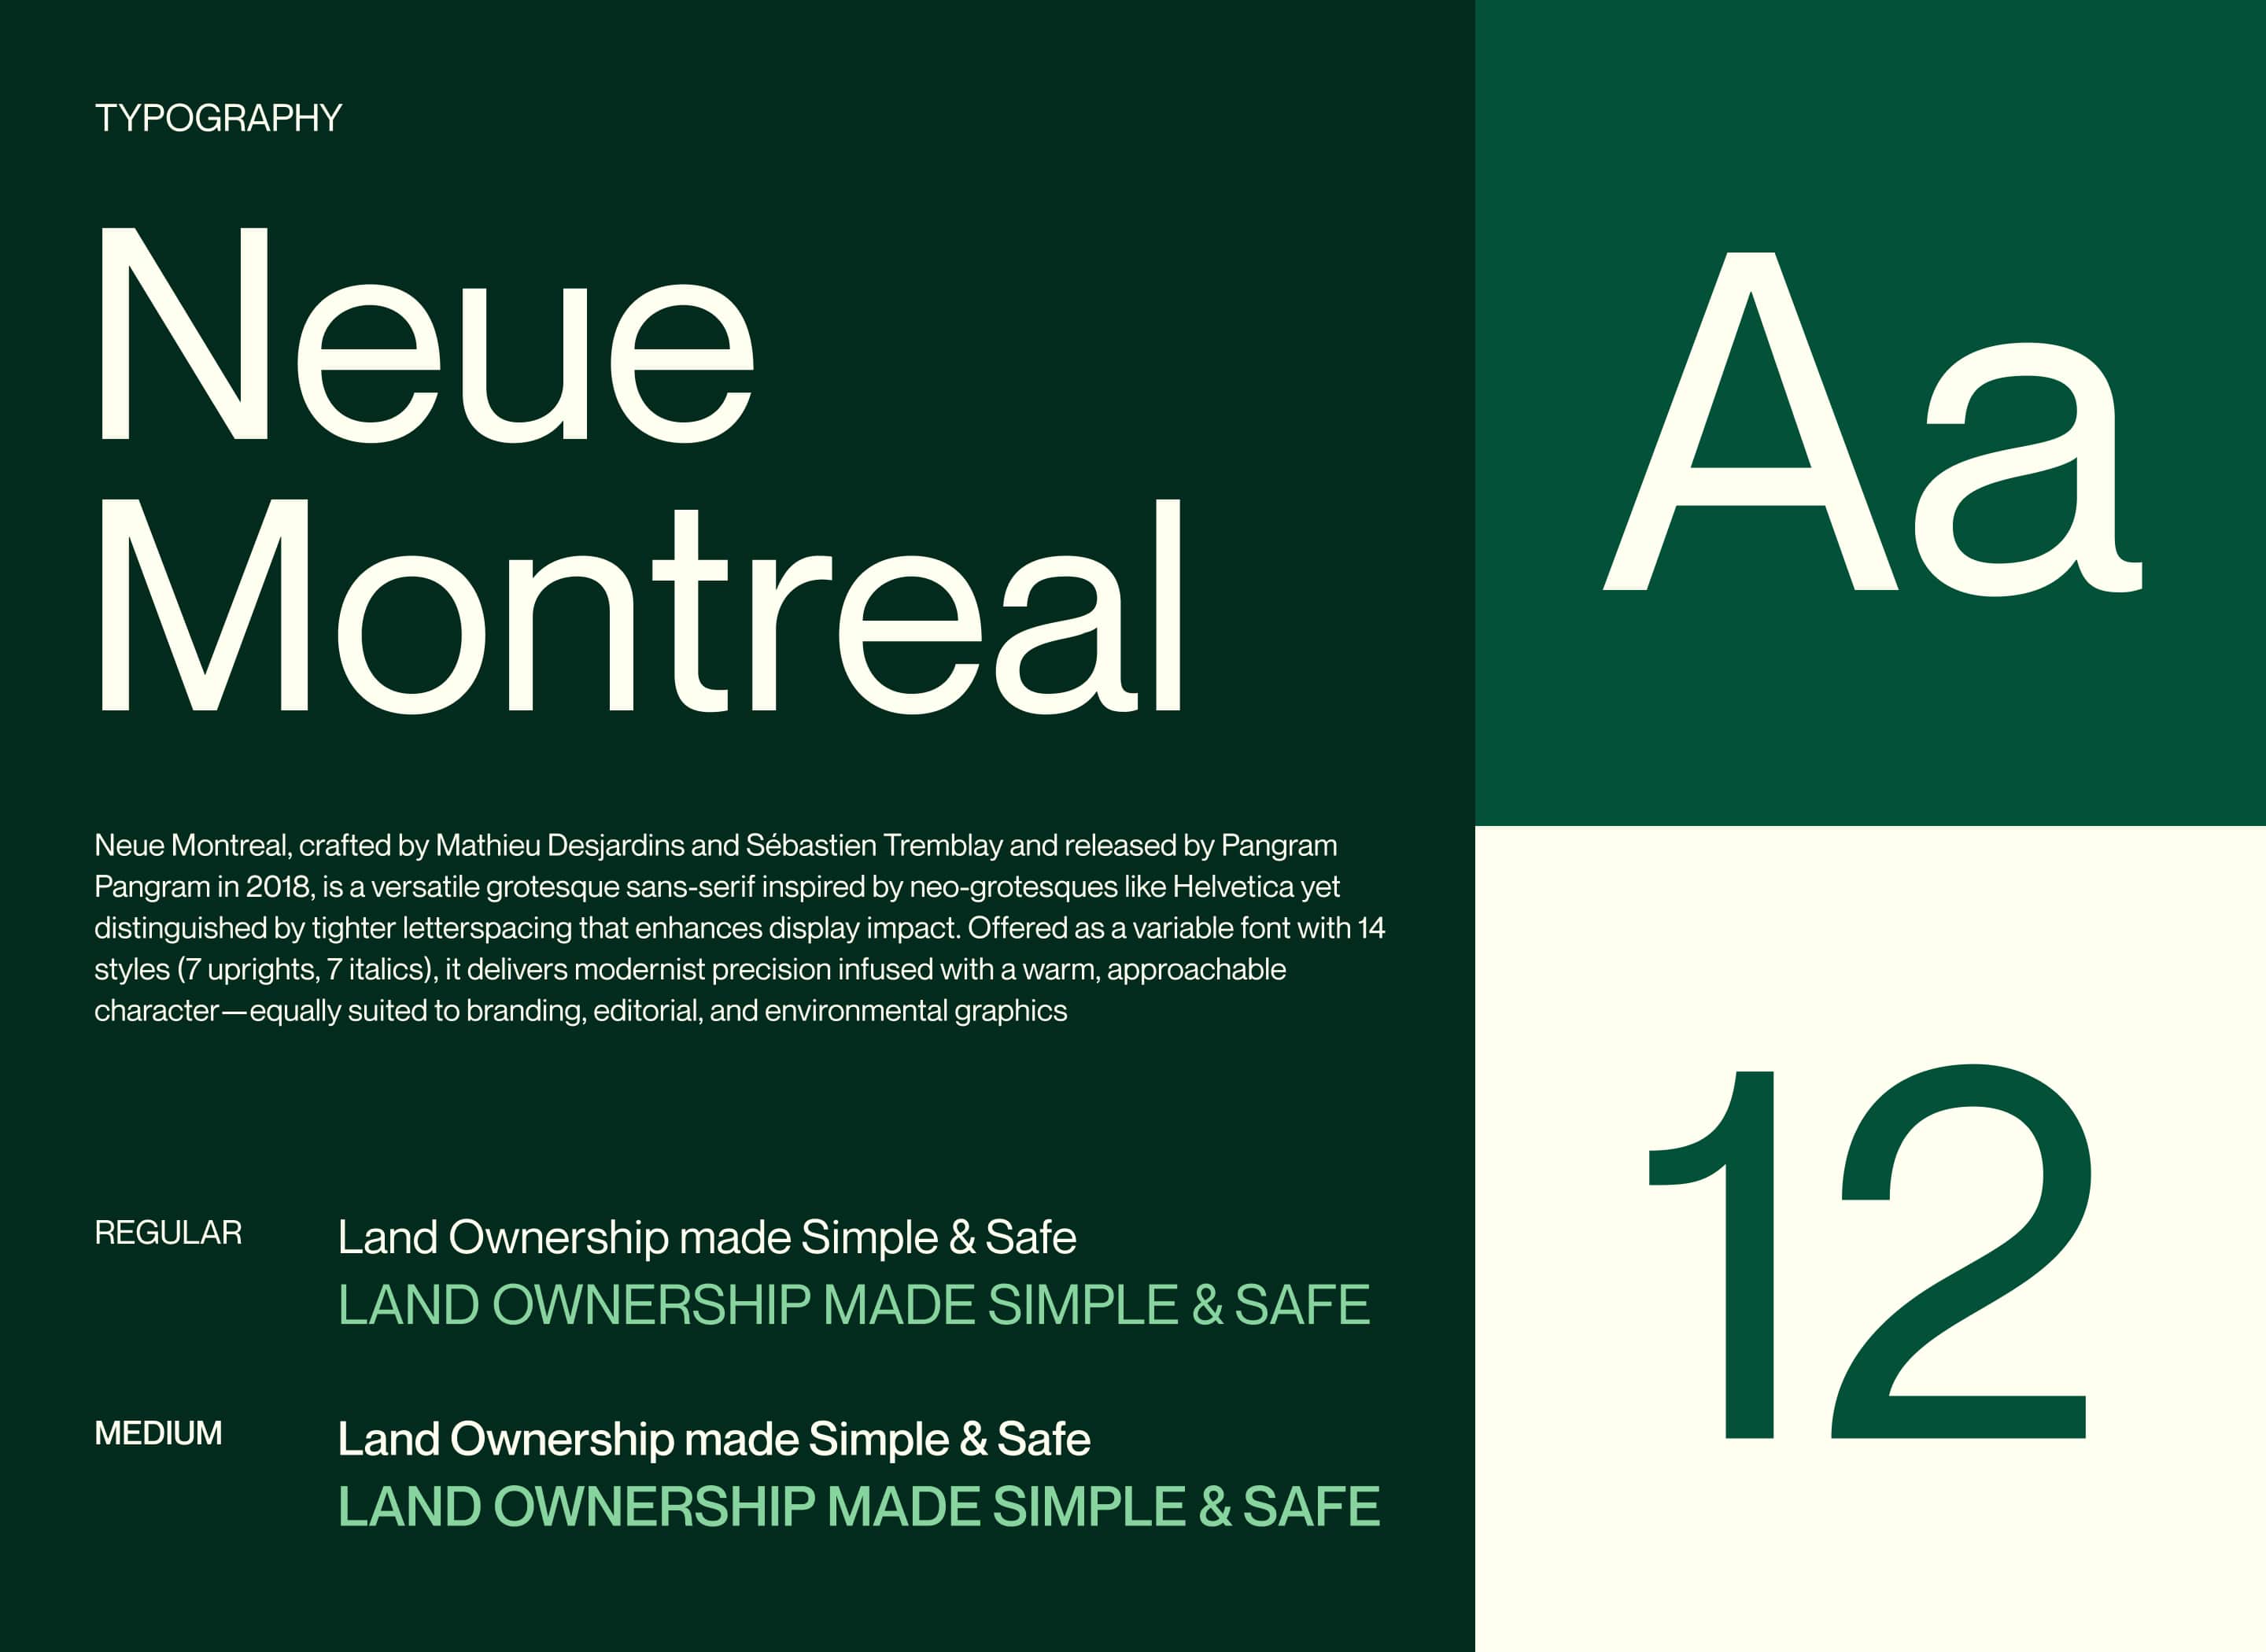 TYPOGRAPHY
Neue
Montreal
Neue Montreal, crafted by Mathieu Desjardins and Sébastien Tremblay and released by Pangram
Pangram in 2018, is a versatile grotesque sans-serif inspired by neo-grotesques like Helvetica yet
distinguished by tighter letterspacing that enhances display impact. Offered as a variable font with 14
styles (7 uprights, 7 italics), it delivers modernist precision infused with a warm, approachable
character—equally suited to branding, editorial, and environmental graphics
REGULAR
Land Ownership made Simple & Safe
LAND OWNERSHIP MADE SIMPLE & SAFE
MEDIUM
Land Ownership made Simple & Safe
LAND OWNERSHIP MADE SIMPLE & SAFE
Aa
12